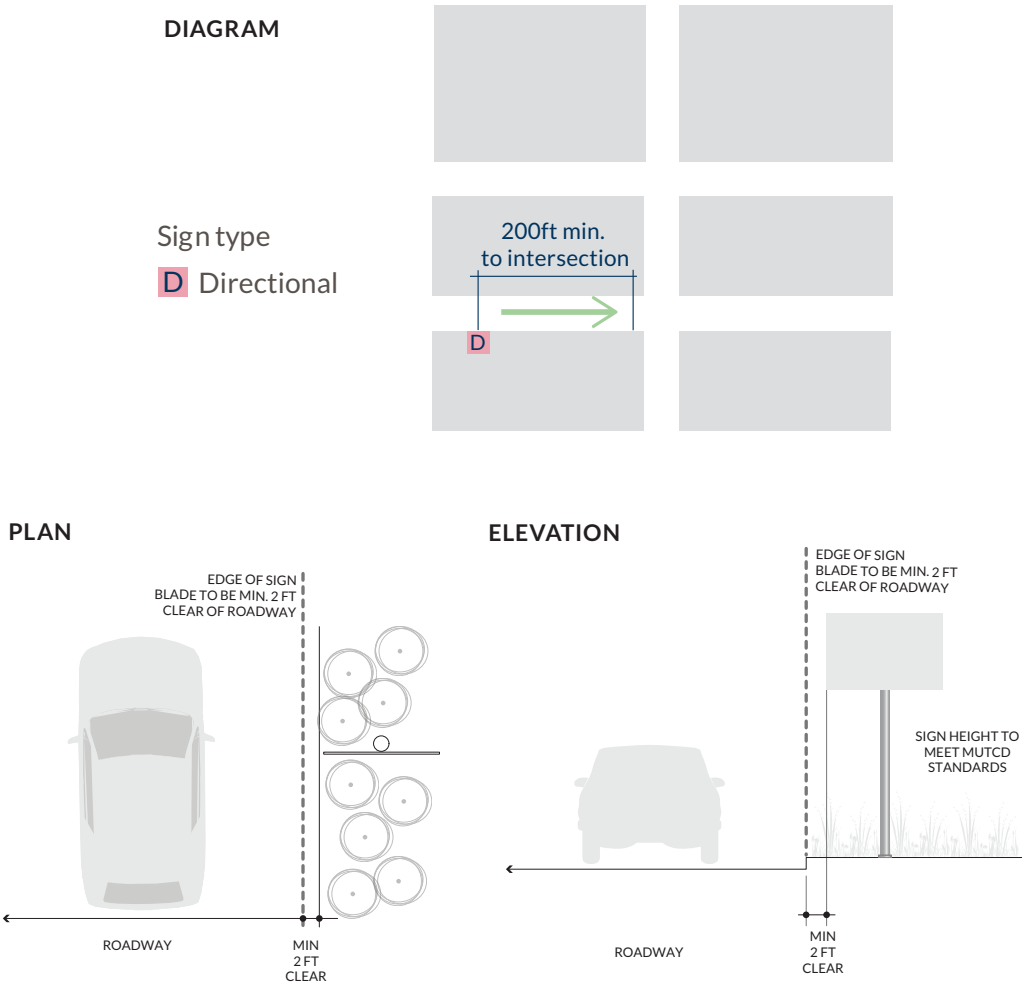 DIAGRAM
Sign type
D Directional
200ft min.
to intersection
D
PLAN
EDGE OF SIGN
BLADE TO BE MIN. 2 FT
CLEAR OF ROADWAY
ROADWAY
MIN
2 FT
CLEAR
ELEVATION
EDGE OF SIGN
BLADE TO BE MIN. 2 FT
CLEAR OF ROADWAY
SIGN HEIGHT TO
MEET MUTCD
STANDARDS
ROADWAY
MIN
2 FT
CLEAR